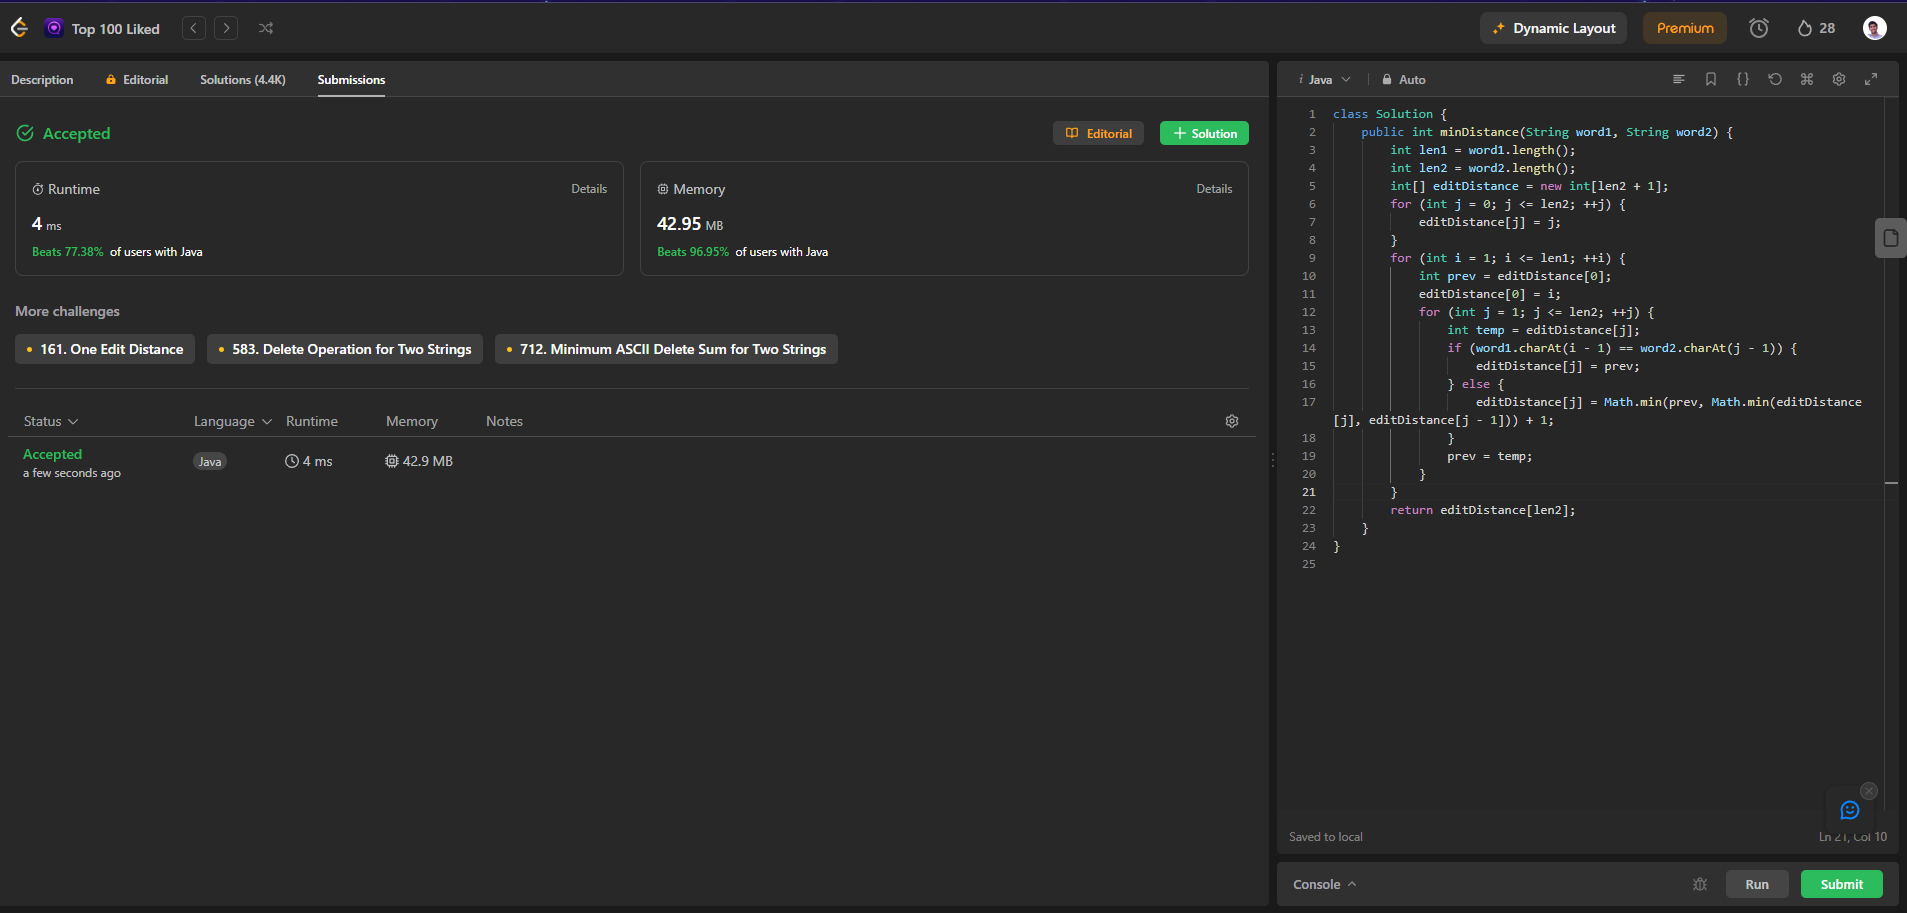 Top 100 Liked
Dynamic Layout
Premium
28
Description
Editorial
Solutions (4.4K)
Submissions
Accepted
Editorial
Solution
Runtime
Details
4 ms
Beats 77.38% of users with Java
Memory
Details
42.95 MB
Beats 96.95% of users with Java
More challenges
161. One Edit Distance
583. Delete Operation for Two Strings
712. Minimum ASCII Delete Sum for Two Strings
Status
Language
Runtime
Memory
Notes
Accepted
a few seconds ago
Java
4 ms
42.9 MB
i Java
Auto
1 class Solution {
2     public int minDistance(String word1, String word2) {
3         int len1 = word1.length();
4         int len2 = word2.length();
5         int[] editDistance = new int[len2 + 1];
6         for (int j = 0; j <= len2; ++j) {
7             editDistance[j] = j;
8         }
9         for (int i = 1; i <= len1; ++i) {
10             int prev = editDistance[0];
11             editDistance[0] = i;
12             for (int j = 1; j <= len2; ++j) {
13                 int temp = editDistance[j];
14                 if (word1.charAt(i - 1) == word2.charAt(j - 1)) {
15                     editDistance[j] = prev;
16                 } else {
17                     editDistance[j] = Math.min(prev, Math.min(editDistance
[j], editDistance[j - 1])) + 1;
18                 }
19                 prev = temp;
20             }
21         }
22         return editDistance[len2];
23     }
24 }
25
Saved to local
Ln 21, Col 10
Console
Run
Submit